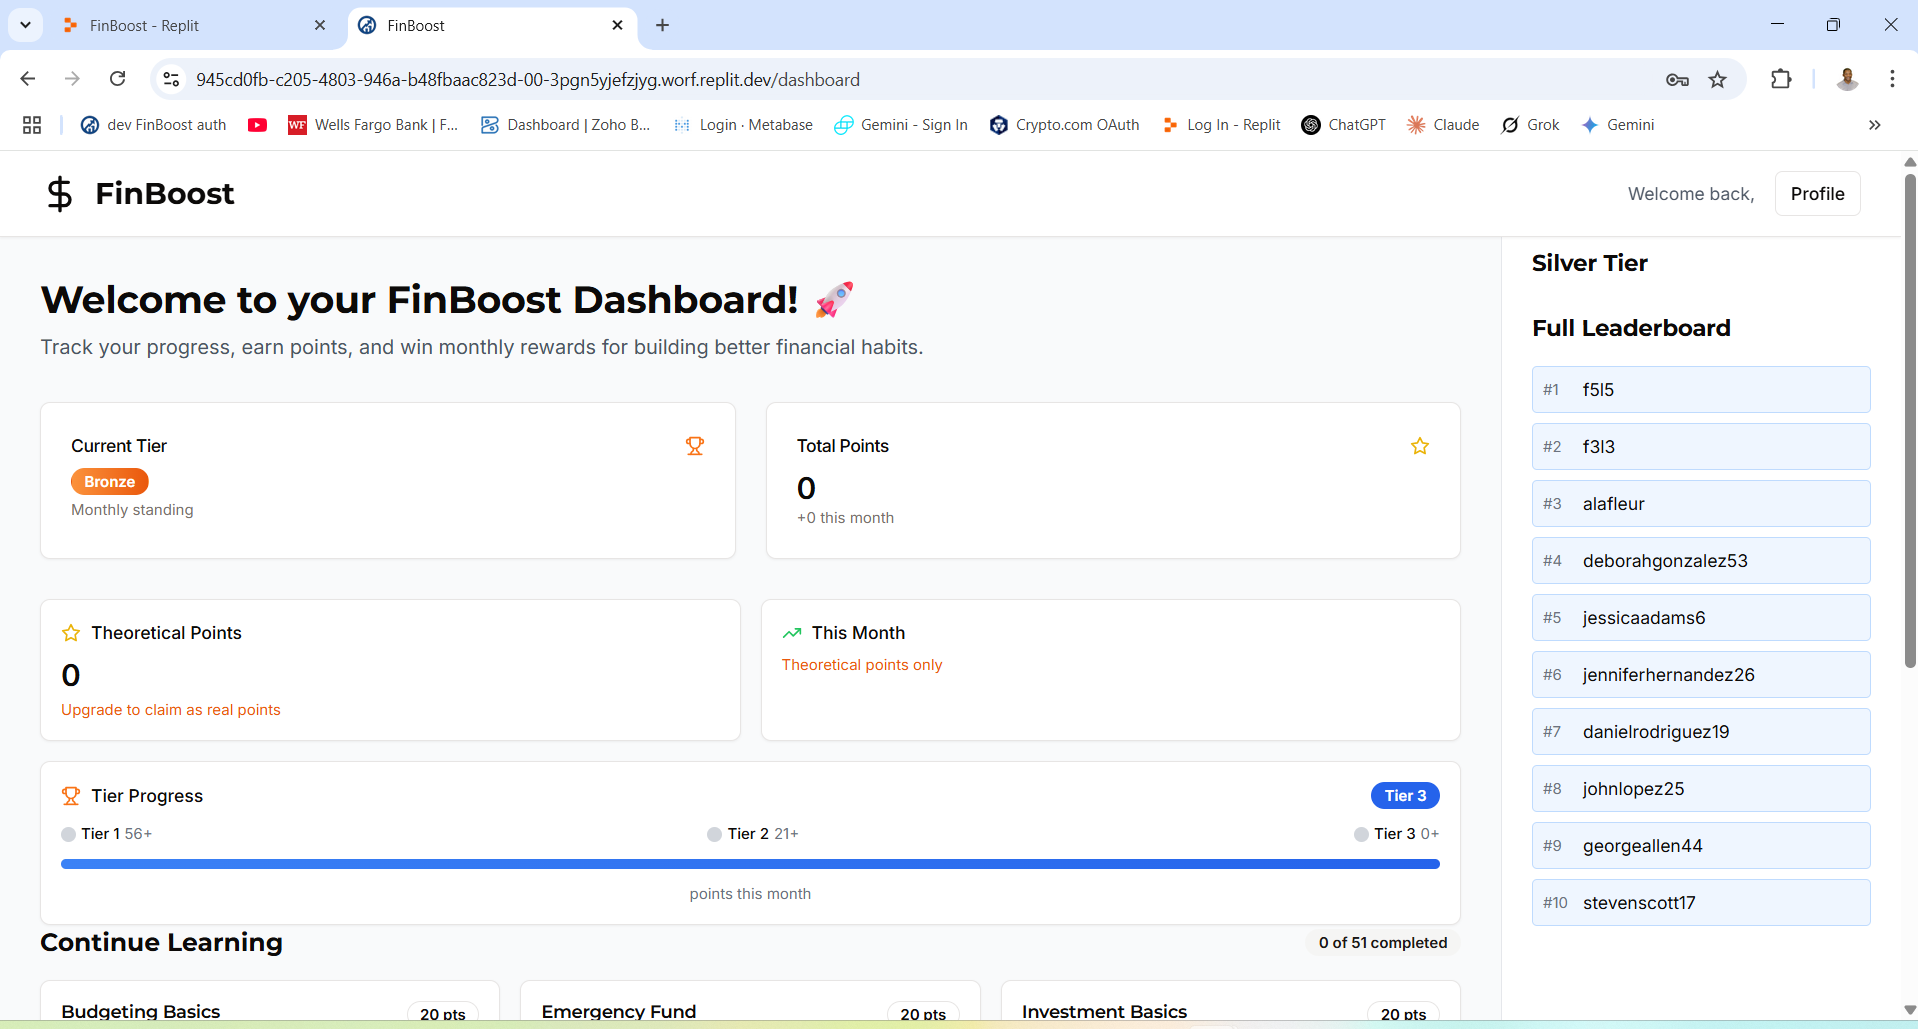 FinBoost - Replit
FinBoost
945cd0fb-c205-4803-946a-b48fbaac823d-00-3pgn5yjefzjyg.worf.replit.dev/dashboard
dev FinBoost auth
WF
Wells Fargo Bank | F...
Dashboard | Zoho B...
Login · Metabase
Gemini - Sign In
Crypto.com OAuth
Log In - Replit
ChatGPT
Claude
Grok
Gemini
FinBoost
Welcome back,
Profile
Welcome to your FinBoost Dashboard! 🚀
Track your progress, earn points, and win monthly rewards for building better financial habits.
Current Tier
Bronze
Monthly standing
Total Points
0
+0 this month
Theoretical Points
0
Upgrade to claim as real points
This Month
Theoretical points only
Tier Progress
Tier 3
Tier 1 56+
Tier 2 21+
Tier 3 0+
points this month
Continue Learning
0 of 51 completed
Budgeting Basics
20 pts
Emergency Fund
20 pts
Investment Basics
20 pts
Silver Tier
Full Leaderboard
#1 f5l5
#2 f3l3
#3 alafleur
#4 deborahgonzalez53
#5 jessicaadams6
#6 jenniferhernandez26
#7 danielrodriguez19
#8 johnlopez25
#9 georgeallen44
#10 stevenscott17